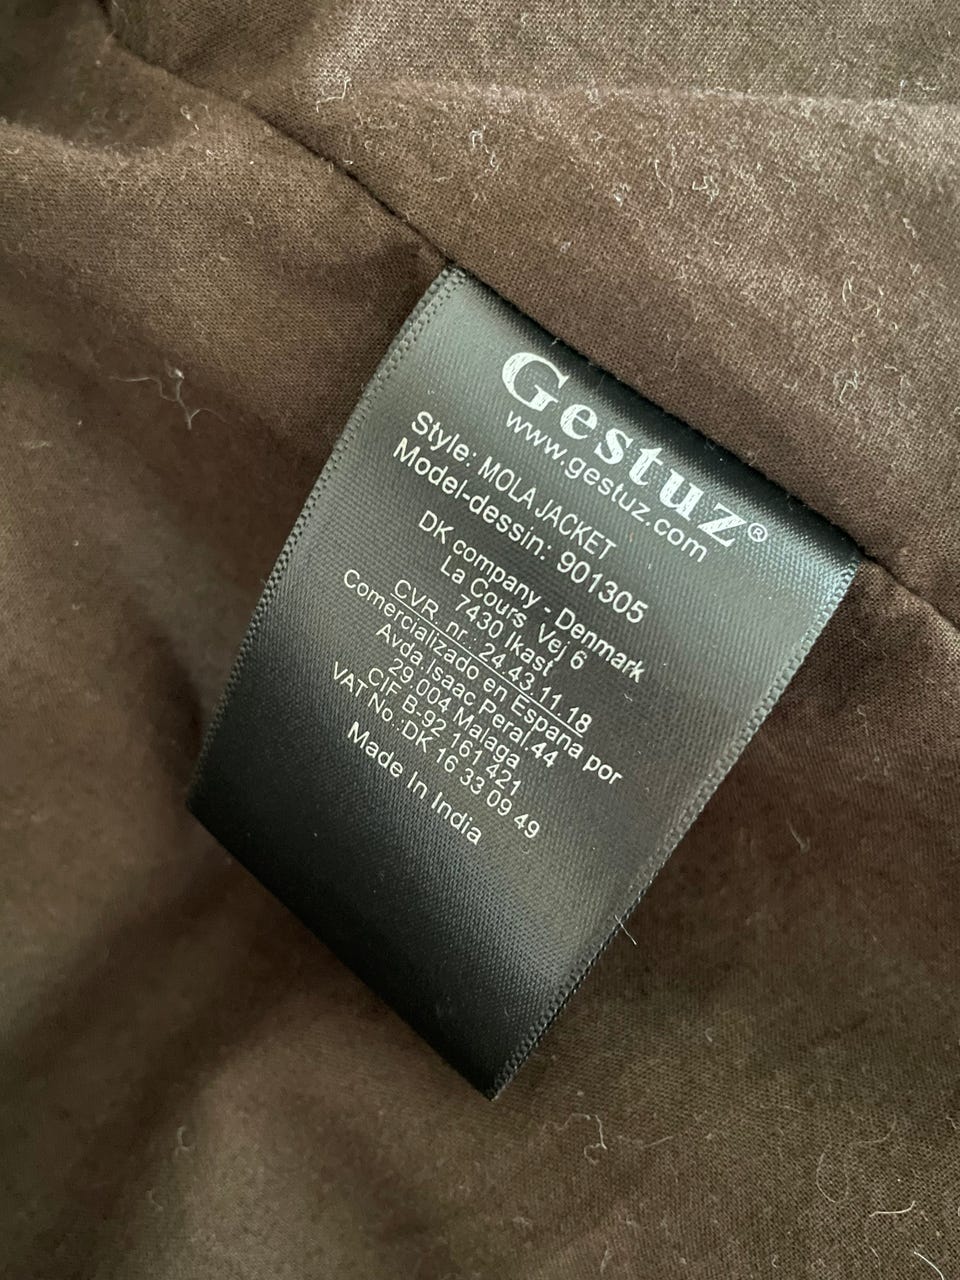 Gestuz®
www.gestuz.com
Style: MOLA JACKET
Model-dessin: 901305
DK company - Denmark
La Cours Vej 6
7430 Ikast
CVR. nr. 24.43.11.18
Comercializado en Espana por
Avda.Isaac Peral.44
29.004 Malaga
CIF.B:92 161 421
VAT No.:DK 16 33 09 49
Made In India